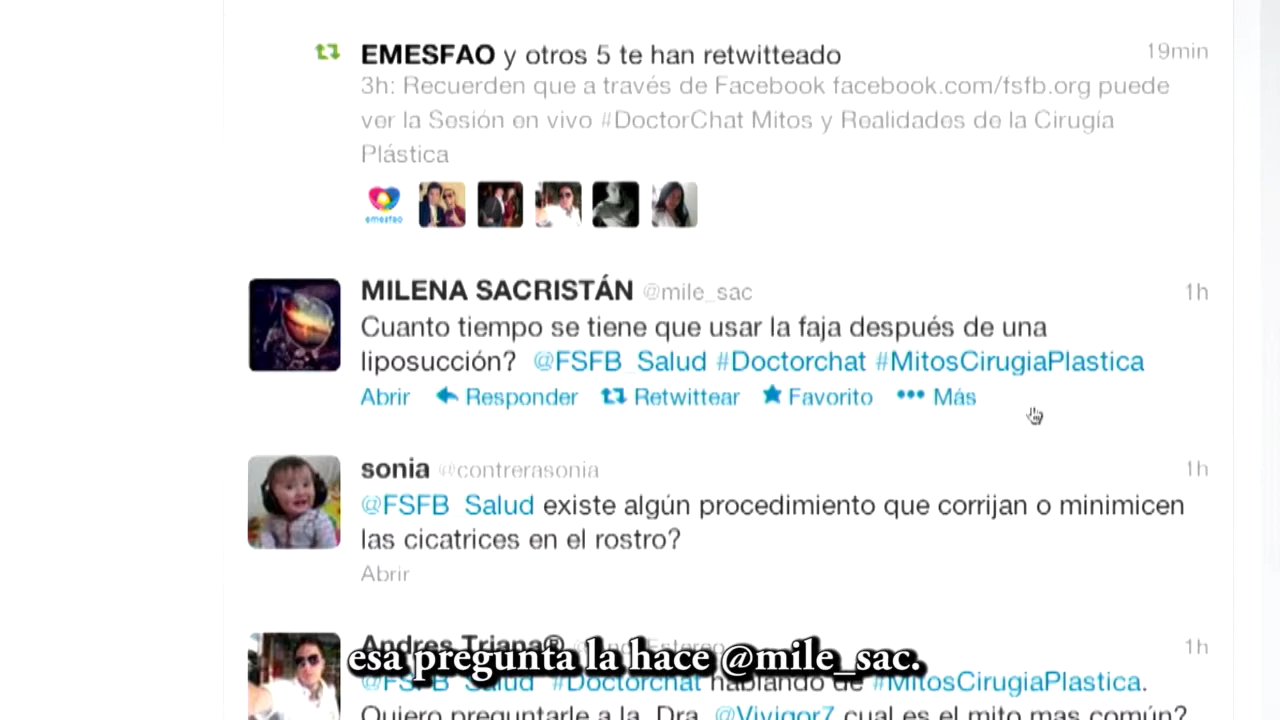 EMESFAO y otros 5 te han retwitteado 19min
3h: Recuerden que a través de Facebook facebook.com/fsfb.org puede
ver la Sesión en vivo #DoctorChat Mitos y Realidades de la Cirugía
Plástica
emesfao
MILENA SACRISTÁN @mile_sac 1h
Cuanto tiempo se tiene que usar la faja después de una
liposucción? @FSFB_Salud #Doctorchat #MitosCirugiaPlastica
Abrir Responder Retwittear Favorito Más
sonia @contrerasonia 1h
@FSFB_Salud existe algún procedimiento que corrijan o minimicen
las cicatrices en el rostro?
Abrir
Andres Triana® 1h
esa pregunta la hace @mile_sac.
@FSFB_Salud #Doctorchat hablando de #MitosCirugiaPlastica.
Quiero preguntarle a la Dra. @Vivigor7 cual es el mito mas común?